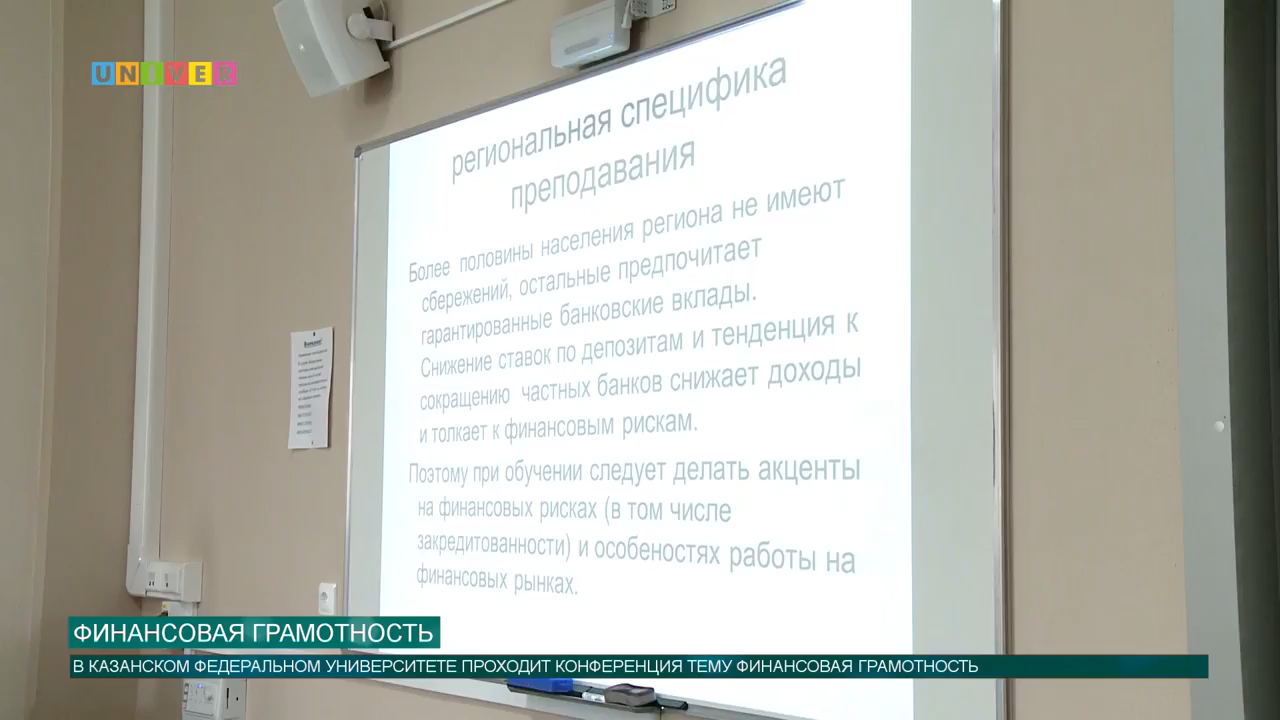 UNIVER
региональная специфика
преподавания
Более половины населения региона не имеют
сбережений, остальные предпочитает
гарантированные банковские вклады.
Снижение ставок по депозитам и тенденция к
сокращению частных банков снижает доходы
и толкает к финансовым рискам.
Поэтому при обучении следует делать акценты
на финансовых рисках (в том числе
закредитованности) и особеностях работы на
финансовых рынках.
ФИНАНСОВАЯ ГРАМОТНОСТЬ
В КАЗАНСКОМ ФЕДЕРАЛЬНОМ УНИВЕРСИТЕТЕ ПРОХОДИТ КОНФЕРЕНЦИЯ ТЕМУ ФИНАНСОВАЯ ГРАМОТНОСТЬ